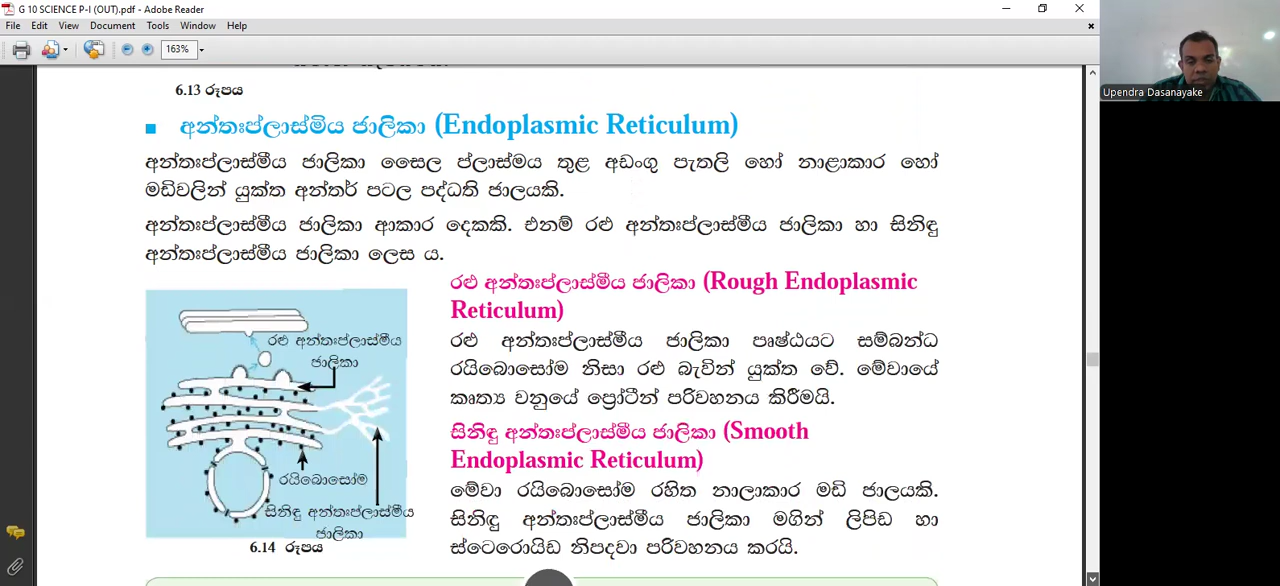 G 10 SCIENCE P-I (OUT).pdf - Adobe Reader
File Edit View Document Tools Window Help
163%
Upendra Dasanayake
6.13 රූපය
අන්තඃප්ලාස්මීය ජාලිකා (Endoplasmic Reticulum)
අන්තඃප්ලාස්මීය ජාලිකා සෛල ප්ලාස්මය තුළ අඩංගු පැතලි හෝ නාළාකාර හෝ
මඩිවලින් යුක්ත අන්තර් පටල පද්ධති ජාලයකි.
අන්තඃප්ලාස්මීය ජාලිකා ආකාර දෙකකි. එනම් රළු අන්තඃප්ලාස්මීය ජාලිකා හා සිනිඳු
අන්තඃප්ලාස්මීය ජාලිකා ලෙස ය.
රළු අන්තඃප්ලාස්මීය
ජාලිකා
රයිබොසෝම
සිනිඳු අන්තඃප්ලාස්මීය
ජාලිකා
6.14 රූපය
රළු අන්තඃප්ලාස්මීය ජාලිකා (Rough Endoplasmic
Reticulum)
රළු අන්තඃප්ලාස්මීය ජාලිකා පෘෂ්ඨයට සම්බන්ධ
රයිබොසෝම නිසා රළු බැවින් යුක්ත වේ. මේවායේ
කෘත්‍ය වනුයේ ප්‍රෝටීන් පරිවහනය කිරීමයි.
සිනිඳු අන්තඃප්ලාස්මීය ජාලිකා (Smooth
Endoplasmic Reticulum)
මේවා රයිබොසෝම රහිත නාලාකාර මඩි ජාලයකි.
සිනිඳු අන්තඃප්ලාස්මීය ජාලිකා මගින් ලිපිඩ හා
ස්ටෙරොයිඩ නිපදවා පරිවහනය කරයි.